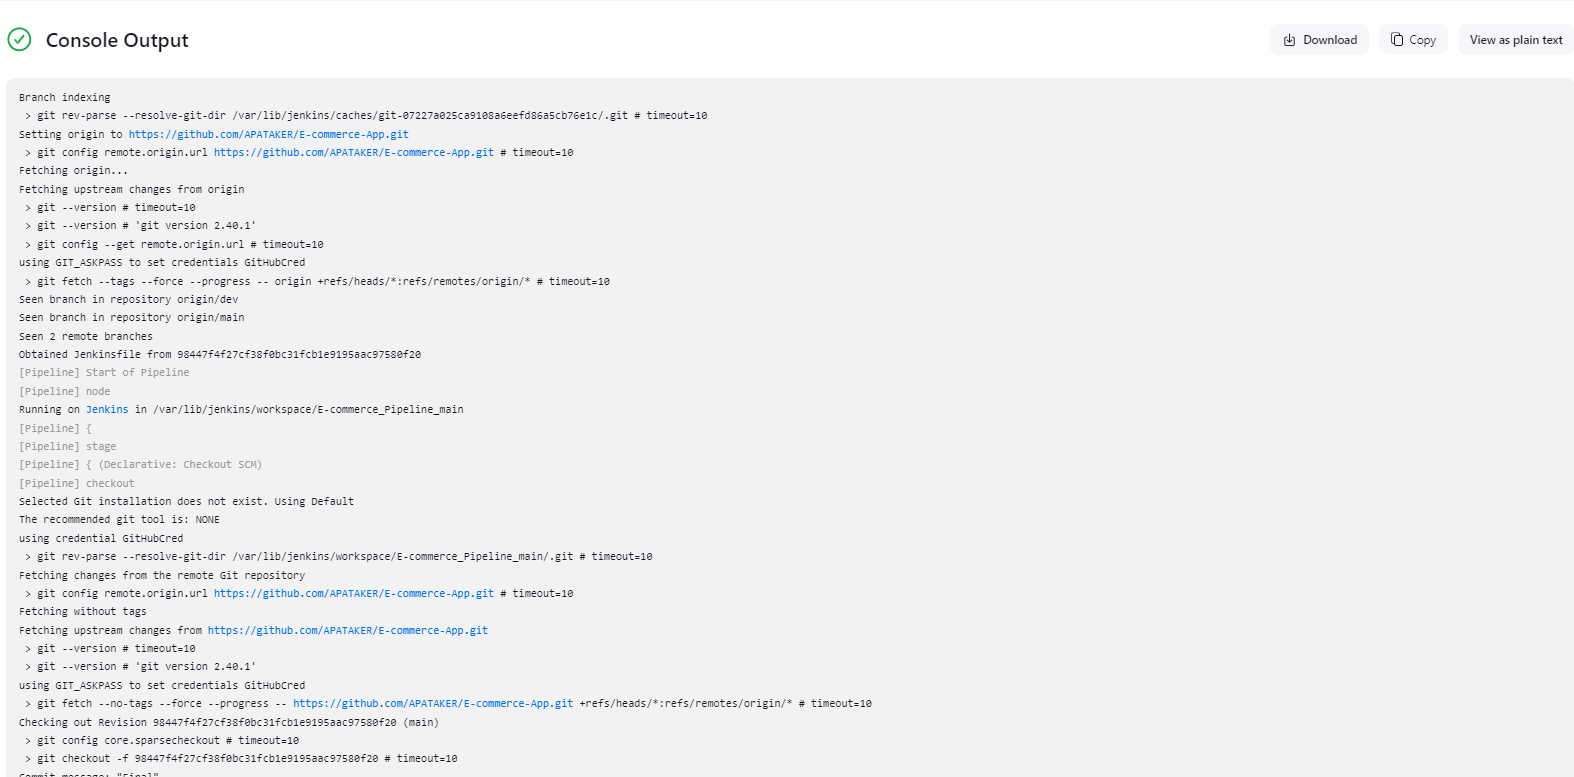 Console Output
Download
Copy
View as plain text
Branch indexing
> git rev-parse --resolve-git-dir /var/lib/jenkins/caches/git-07227a025ca9108a6eefd86a5cb76e1c/.git # timeout=10
Setting origin to https://github.com/APATAKER/E-commerce-App.git
> git config remote.origin.url https://github.com/APATAKER/E-commerce-App.git # timeout=10
Fetching origin...
Fetching upstream changes from origin
> git --version # timeout=10
> git --version # 'git version 2.40.1'
> git config --get remote.origin.url # timeout=10
using GIT_ASKPASS to set credentials GitHubCred
> git fetch --tags --force --progress -- origin +refs/heads/*:refs/remotes/origin/* # timeout=10
Seen branch in repository origin/dev
Seen branch in repository origin/main
Seen 2 remote branches
Obtained Jenkinsfile from 98447f4f27cf38f0bc31fcb1e9195aac97580f20
[Pipeline] Start of Pipeline
[Pipeline] node
Running on Jenkins in /var/lib/jenkins/workspace/E-commerce_Pipeline_main
[Pipeline] {
[Pipeline] stage
[Pipeline] { (Declarative: Checkout SCM)
[Pipeline] checkout
Selected Git installation does not exist. Using Default
The recommended git tool is: NONE
using credential GitHubCred
> git rev-parse --resolve-git-dir /var/lib/jenkins/workspace/E-commerce_Pipeline_main/.git # timeout=10
Fetching changes from the remote Git repository
> git config remote.origin.url https://github.com/APATAKER/E-commerce-App.git # timeout=10
Fetching without tags
Fetching upstream changes from https://github.com/APATAKER/E-commerce-App.git
> git --version # timeout=10
> git --version # 'git version 2.40.1'
using GIT_ASKPASS to set credentials GitHubCred
> git fetch --no-tags --force --progress -- https://github.com/APATAKER/E-commerce-App.git +refs/heads/*:refs/remotes/origin/* # timeout=10
Checking out Revision 98447f4f27cf38f0bc31fcb1e9195aac97580f20 (main)
> git config core.sparsecheckout # timeout=10
> git checkout -f 98447f4f27cf38f0bc31fcb1e9195aac97580f20 # timeout=10
Commit message: "Final"